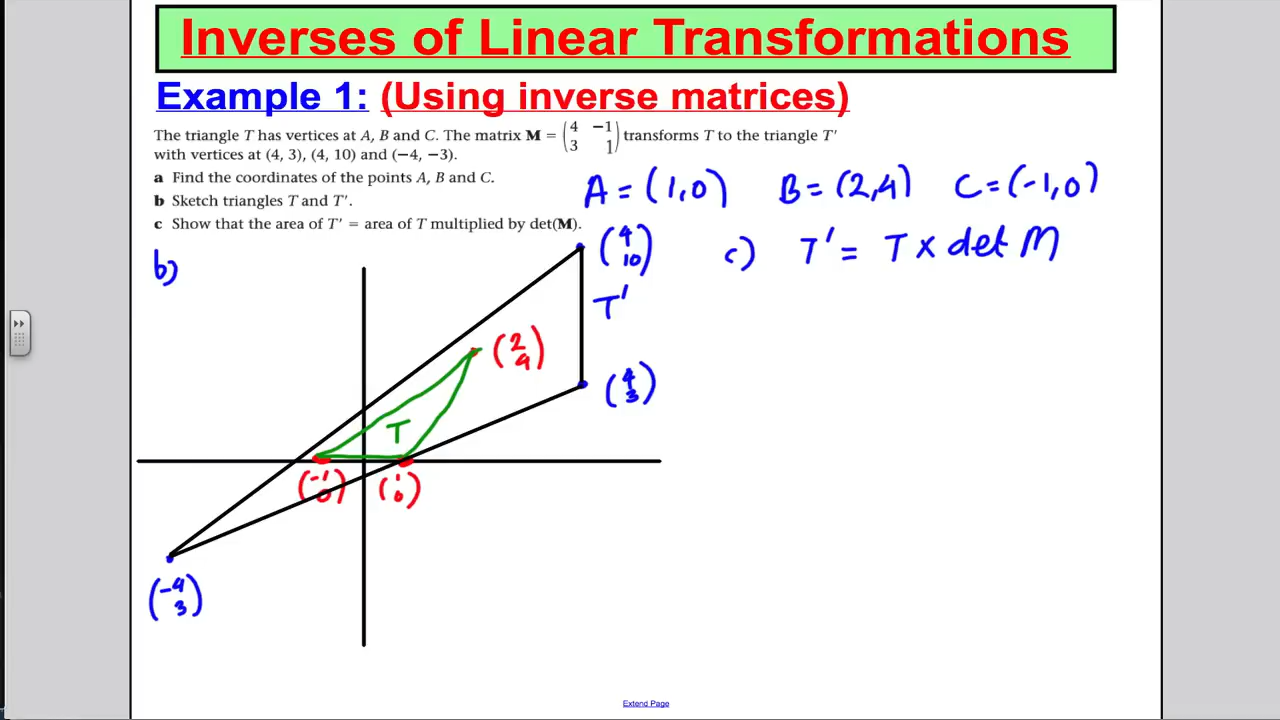 Inverses of Linear Transformations
Example 1: (Using inverse matrices)
The triangle T has vertices at A, B and C. The matrix M = (4 −1
3 1) transforms T to the triangle T′
with vertices at (4, 3), (4, 10) and (−4, −3).
a Find the coordinates of the points A, B and C.
A = (1,0) B = (2,4) C = (-1,0)
b Sketch triangles T and T′.
c Show that the area of T′ = area of T multiplied by det(M).
b)
(4
10)
c) T' = T x det M
T'
(2
4)
(4
3)
T
(-1
0)
(1
0)
(-4
3)
Extend Page